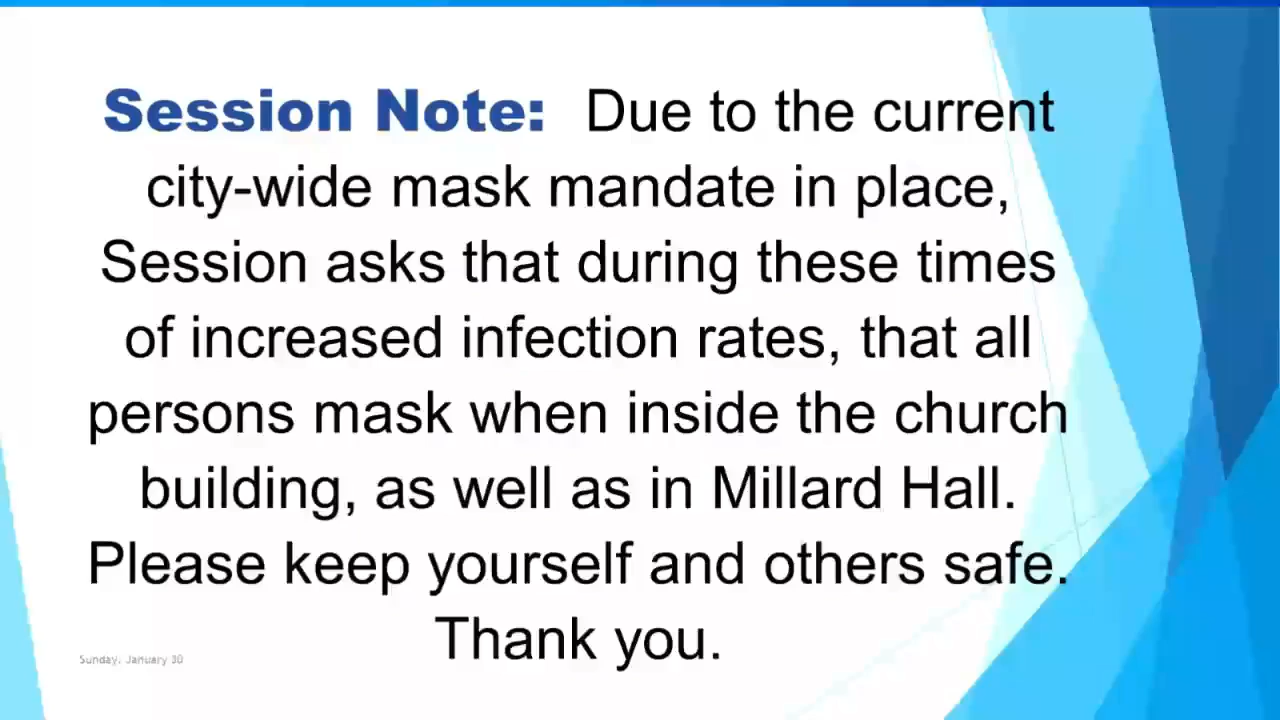 Session Note: Due to the current
city-wide mask mandate in place,
Session asks that during these times
of increased infection rates, that all
persons mask when inside the church
building, as well as in Millard Hall.
Please keep yourself and others safe.
Thank you.
Sunday, January 30